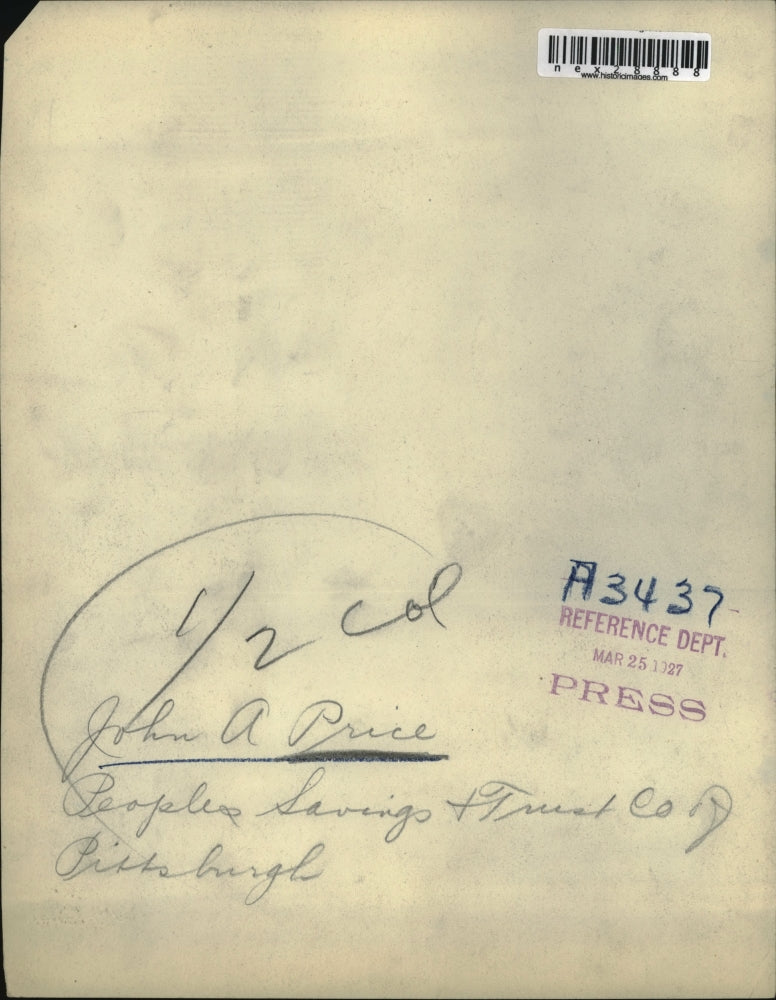 nex28888
www.historicimages.com
1/2 col
A3437
REFERENCE DEPT.
MAR 25 1927
PRESS
John A Price
Peoples Savings + Trust Co of
Pittsburgh